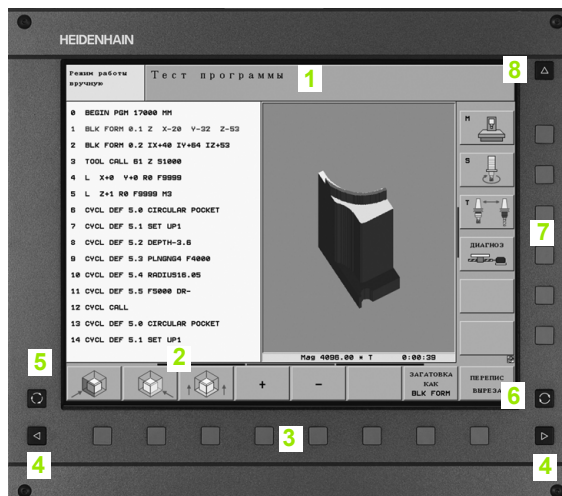 HEIDENHAIN
Режим работы
вручную
Тест программы
1
8
0 BEGIN PGM 17000 MM
1 BLK FORM 0.1 Z X-20 Y-32 Z-53
2 BLK FORM 0.2 IX+40 IY+64 IZ+53
3 TOOL CALL 61 Z S1000
4 L X+0 Y+0 R0 F9999
5 L Z+1 R0 F9999 M3
6 CYCL DEF 5.0 CIRCULAR POCKET
7 CYCL DEF 5.1 SET UP1
8 CYCL DEF 5.2 DEPTH-3.6
9 CYCL DEF 5.3 PLNGNG4 F4000
10 CYCL DEF 5.4 RADIUS16.05
11 CYCL DEF 5.5 F5000 DR-
12 CYCL CALL
13 CYCL DEF 5.0 CIRCULAR POCKET
14 CYCL DEF 5.1 SET UP1
M
S
T
7
ДИАГНОЗ
Mag 4096.00 * T 0:00:39
5
2
+
-
ЗАГАТОВКА
КАК
BLK FORM
ПЕРЕПИС
ВЫРЕЗА
6
3
4
4